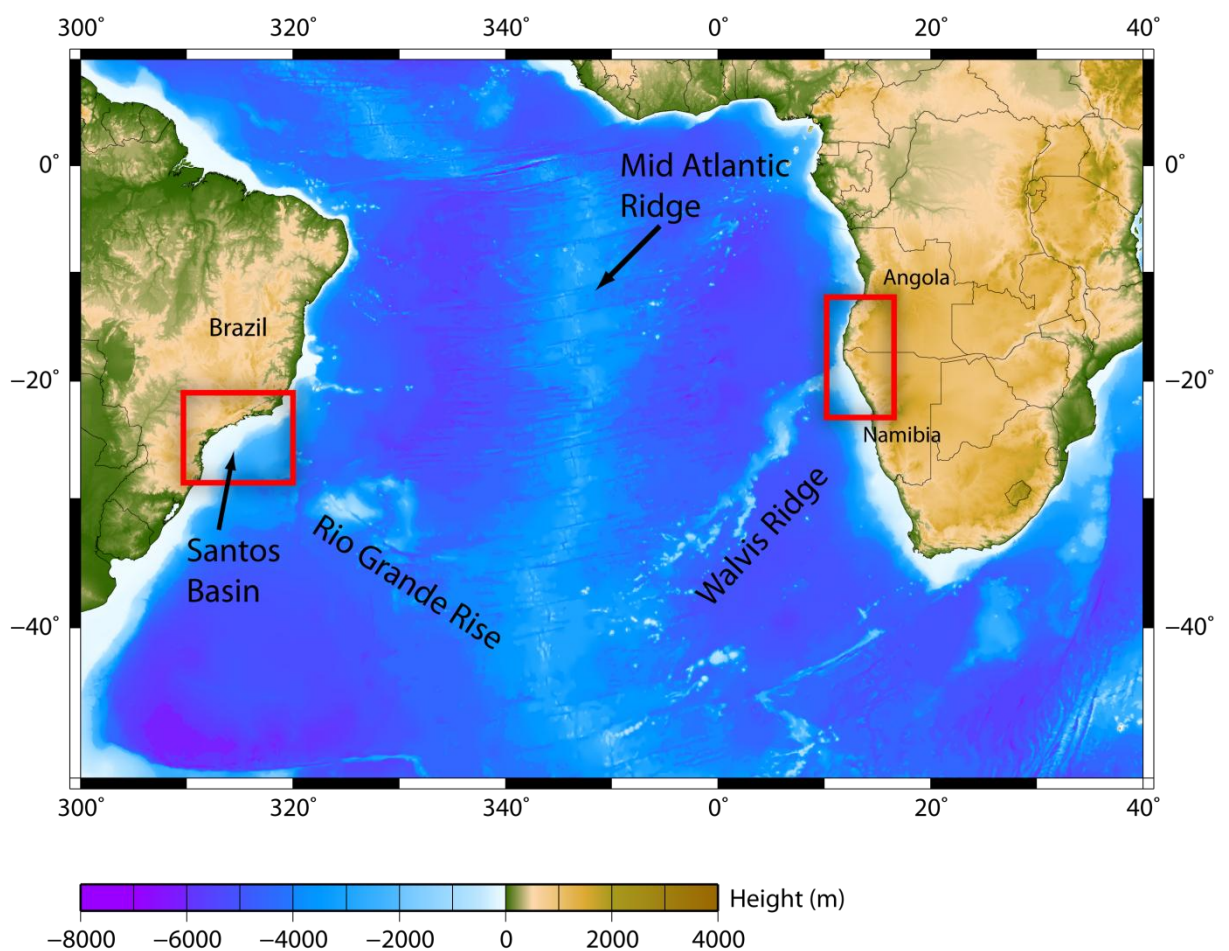 300° 320° 340° 0° 20° 40°
0° 0°
Mid Atlantic
Ridge
Angola
Brazil
−20° −20°
Namibia
Santos
Basin
Rio Grande Rise
Walvis Ridge
−40° −40°
300° 320° 340° 0° 20° 40°
Height (m)
−8000 −6000 −4000 −2000 0 2000 4000